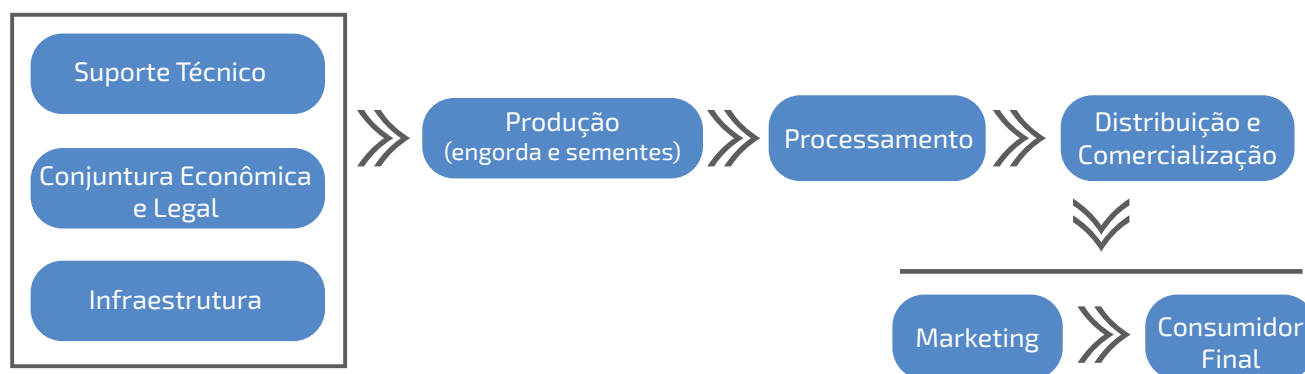 Suporte Técnico
Conjuntura Econômica
e Legal
Infraestrutura
Produção
(engorda e sementes)
Processamento
Distribuição e
Comercialização
Marketing
Consumidor
Final